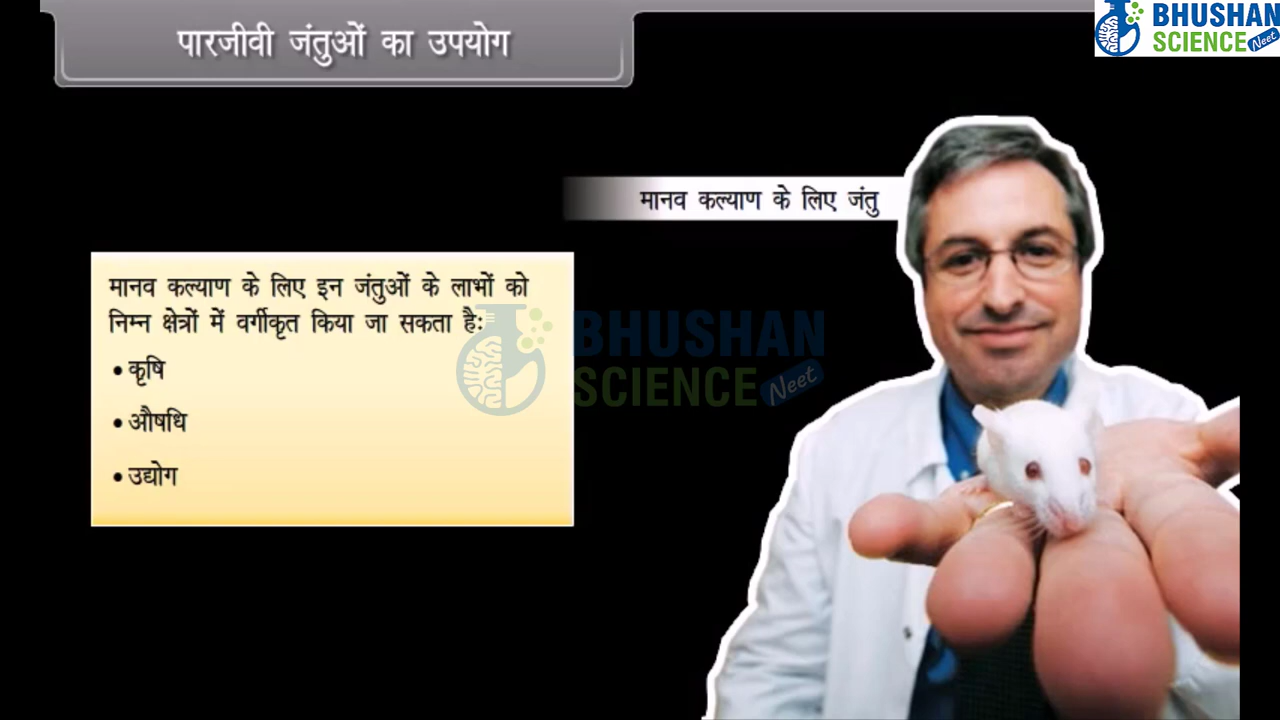 पारजीवी जंतुओं का उपयोग
BHUSHAN
SCIENCE Neet
मानव कल्याण के लिए जंतु
मानव कल्याण के लिए इन जंतुओं के लाभों को
निम्न क्षेत्रों में वर्गीकृत किया जा सकता है:
• कृषि
• औषधि
• उद्योग
BHUSHAN
SCIENCE Neet